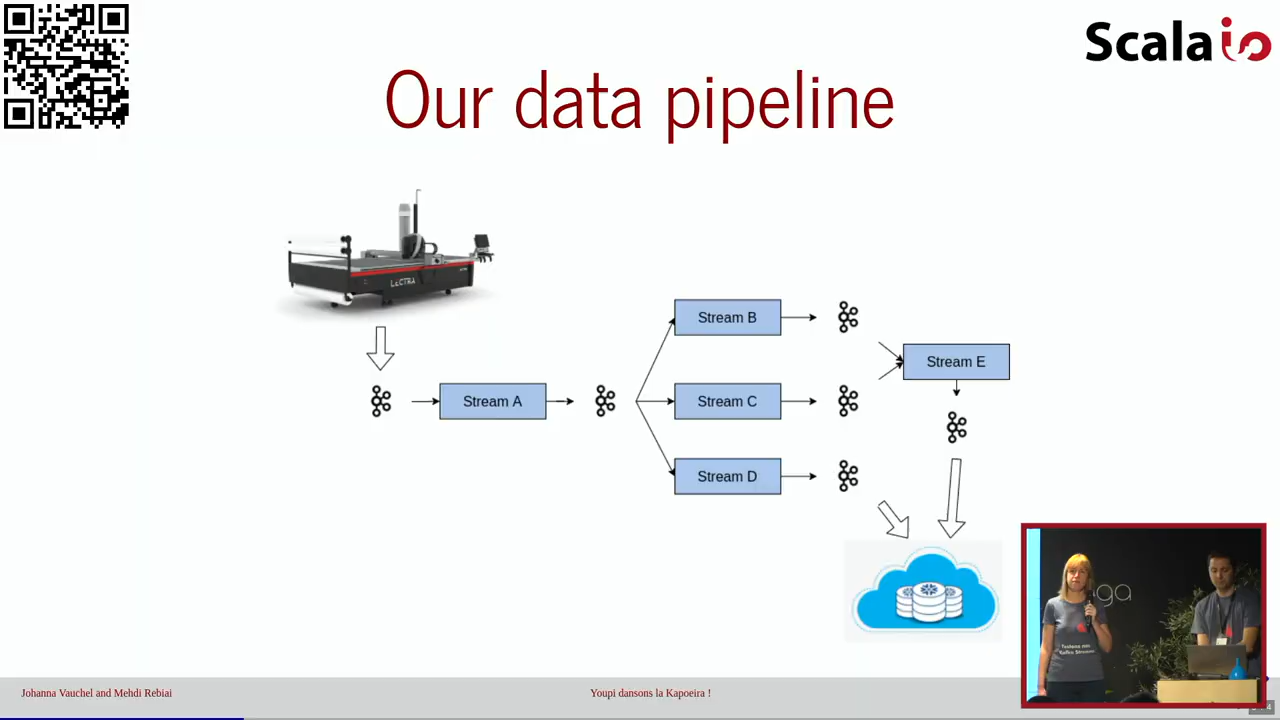 Scala io
Our data pipeline
LECTRA
Stream B
Stream E
Stream A
Stream C
Stream D
Johanna Vauchel and Mehdi Rebiai
Youpi dansons la Kapoeira !